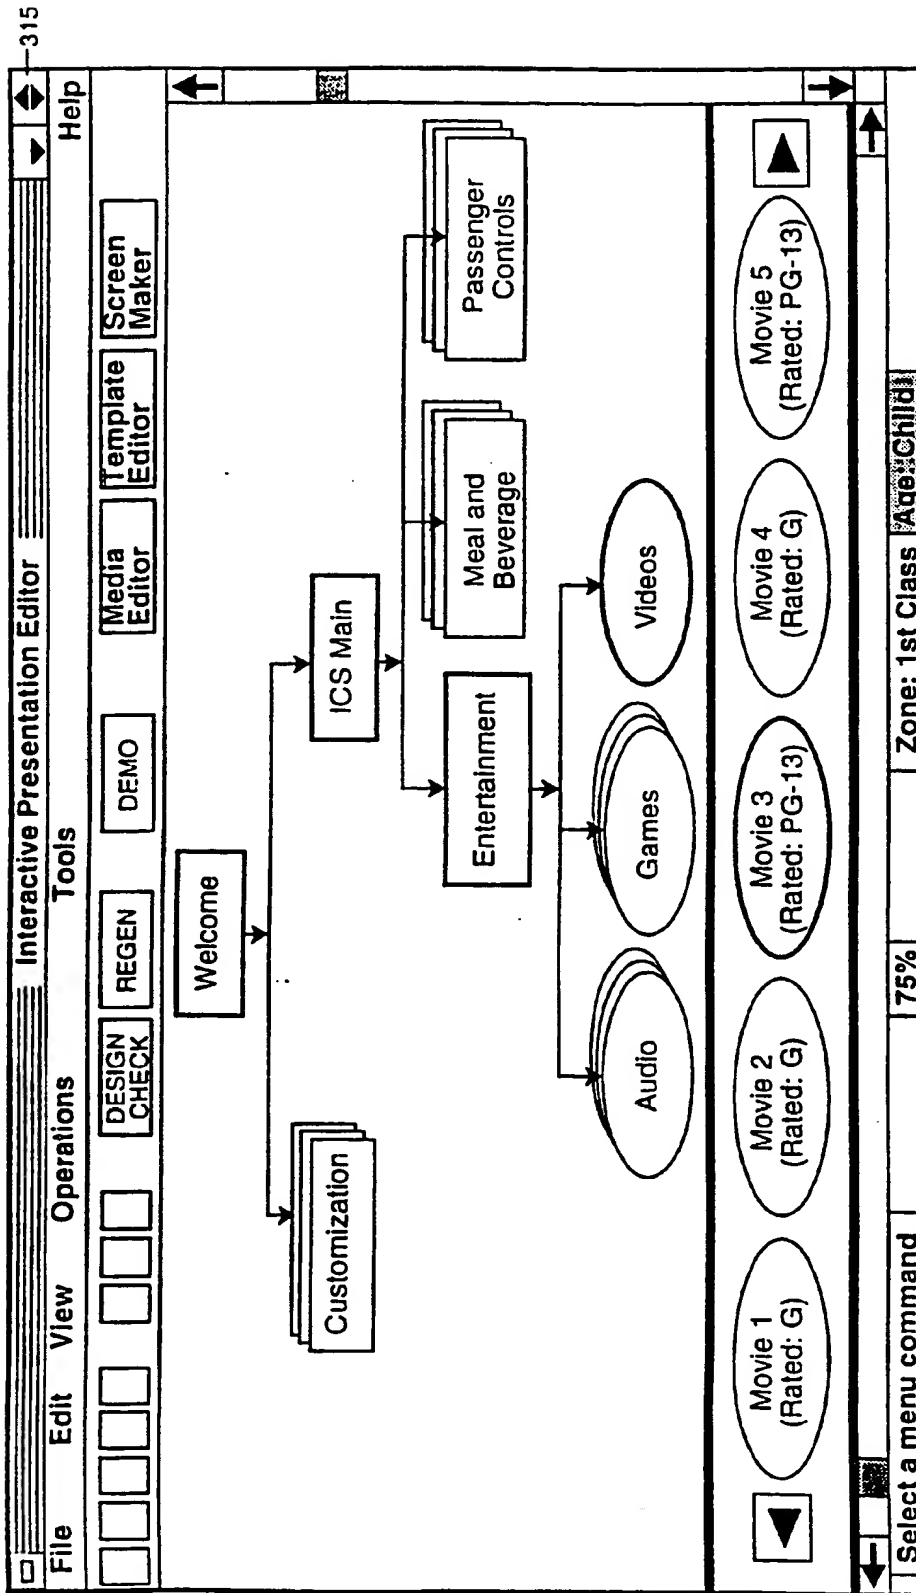 315
Interactive Presentation Editor
File Edit View Operations Tools Help
DESIGN
CHECK
REGEN
DEMO
Media
Editor
Template
Editor
Screen
Maker
Welcome
Customization
ICS Main
Entertainment
Meal and
Beverage
Passenger
Controls
Audio
Games
Videos
Movie 1
(Rated: G)
Movie 2
(Rated: G)
Movie 3
(Rated: PG-13)
Movie 4
(Rated: G)
Movie 5
(Rated: PG-13)
Select a menu command
75%
Zone: 1st Class
Age: Child